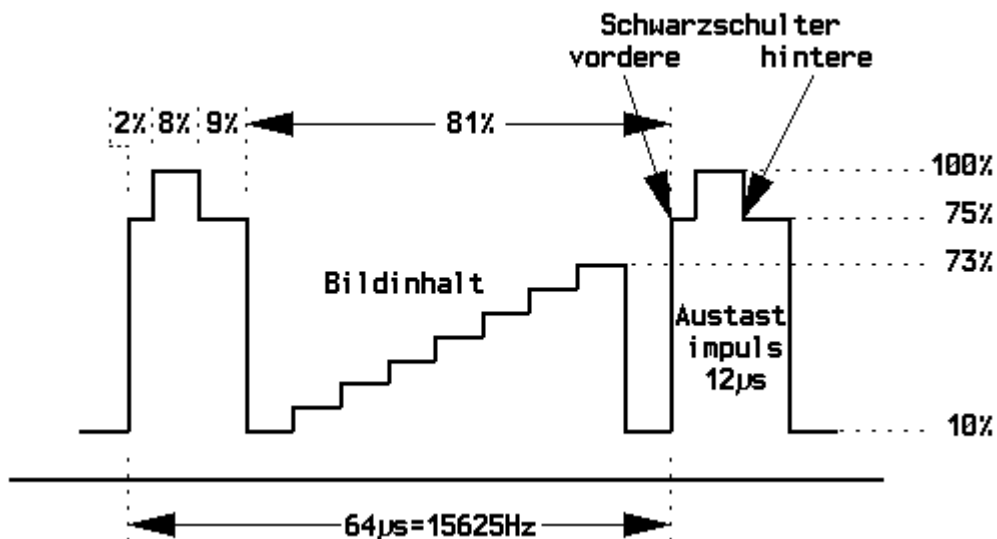 Schwarzschulter
vordere hintere
2% 8% 9% 81%
100%
75%
73%
Bildinhalt
Austast
impuls
12µs
10%
64µs=15625Hz